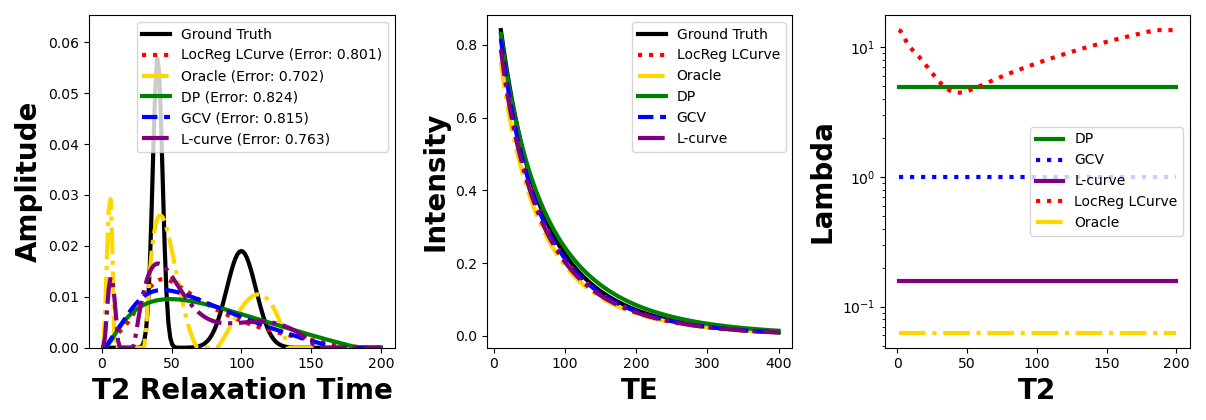 Amplitude
0.06
0.05
0.04
0.03
0.02
0.01
0.00
Ground Truth
LocReg LCurve (Error: 0.801)
Oracle (Error: 0.702)
DP (Error: 0.824)
GCV (Error: 0.815)
L-curve (Error: 0.763)
0 50 100 150 200
T2 Relaxation Time
Intensity
0.8
0.6
0.4
0.2
0.0
Ground Truth
LocReg LCurve
Oracle
DP
GCV
L-curve
0 100 200 300 400
TE
Lambda
10¹
10⁰
10⁻¹
DP
GCV
L-curve
LocReg LCurve
Oracle
0 50 100 150 200
T2